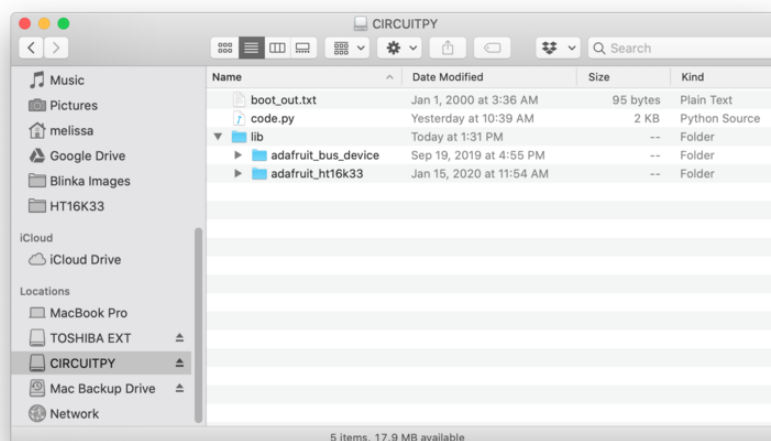 CIRCUITPY
Search
Music
Pictures
melissa
Google Drive
Blinka Images
HT16K33
iCloud
iCloud Drive
Locations
MacBook Pro
TOSHIBA EXT
CIRCUITPY
Mac Backup Drive
Network
Name Date Modified Size Kind
boot_out.txt Jan 1, 2000 at 3:36 AM 95 bytes Plain Text
code.py Yesterday at 10:39 AM 2 KB Python Source
lib Today at 1:31 PM -- Folder
adafruit_bus_device Sep 19, 2019 at 4:55 PM -- Folder
adafruit_ht16k33 Jan 15, 2020 at 11:54 AM -- Folder
5 items, 17.9 MB available